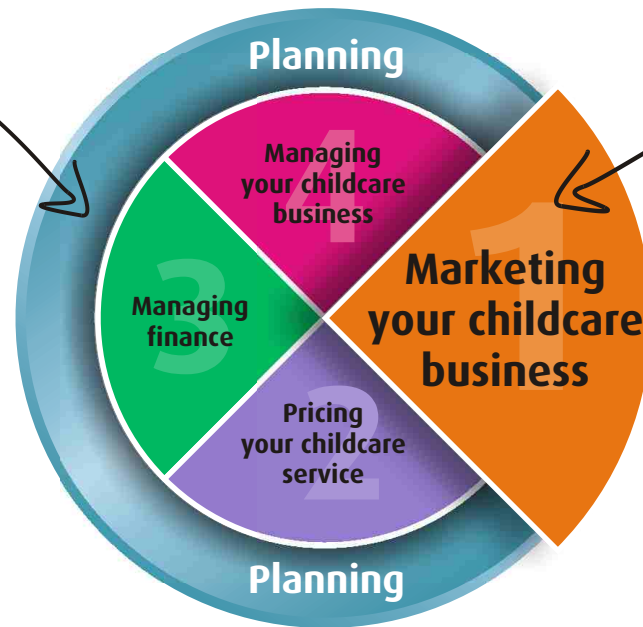 Planning
4
Managing
your childcare
business
1
Marketing
your childcare
business
3
Managing
finance
2
Pricing
your childcare
service
Planning